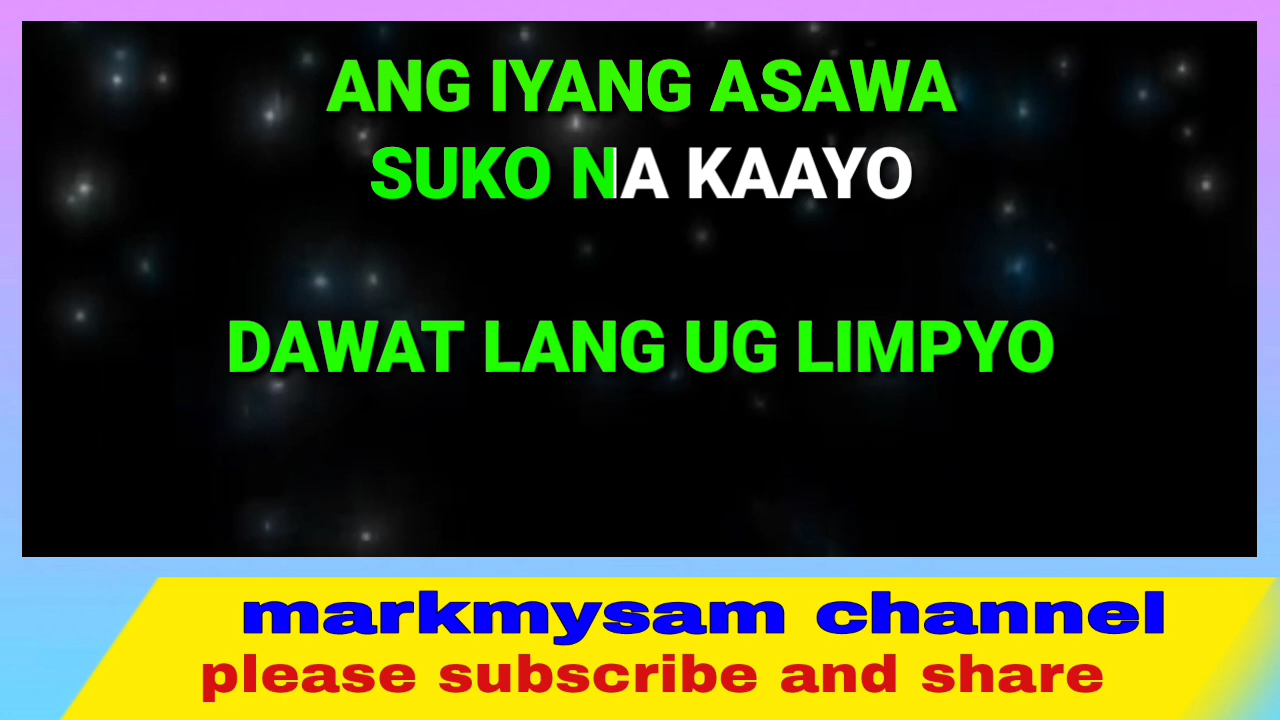 ANG IYANG ASAWA
SUKO NA KAAYO
DAWAT LANG UG LIMPYO
markmysam channel
please subscribe and share